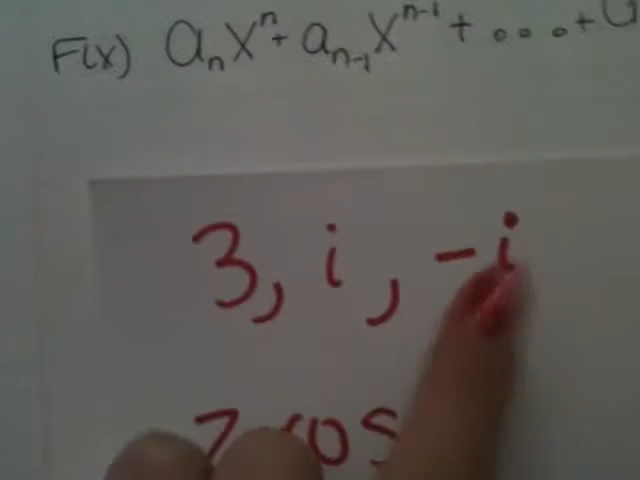 F(x) aₙxⁿ + aₙ₋₁xⁿ⁻¹ + ... +
3, i, -i